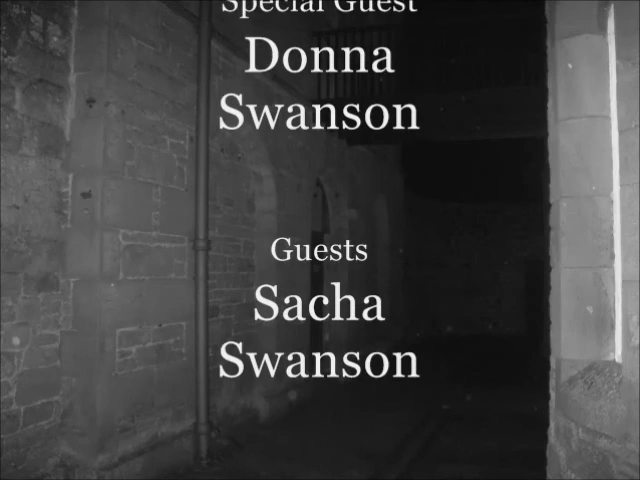 Special Guest
Donna
Swanson
Guests
Sacha
Swanson